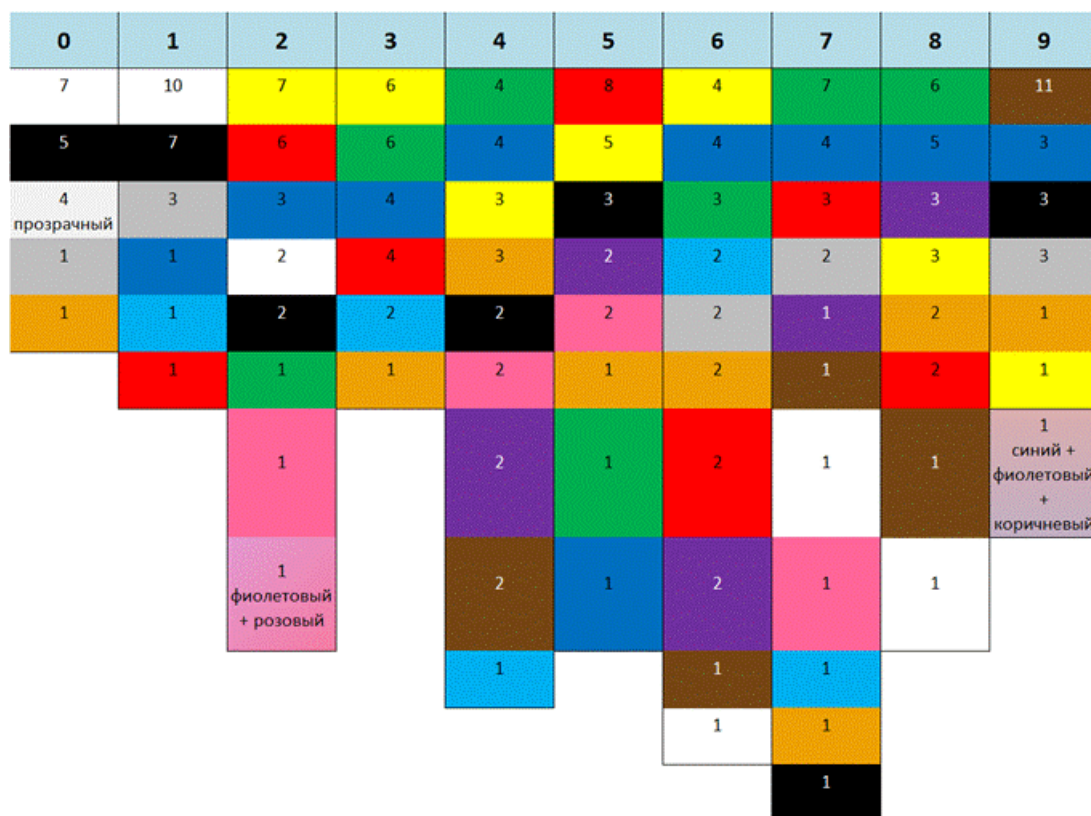 0 1 2 3 4 5 6 7 8 9
7 10 7 6 4 8 4 7 6 11
5 7 6 6 4 5 4 4 5 3
4 3 3 4 3 3 3 3 3 3
прозрачный
1 1 2 4 3 2 2 2 3 3
1 1 2 2 2 2 2 1 2 1
1 1 1 2 1 2 1 2 1
1 2 1 2 1 1 1
синий +
фиолетовый
+
коричневый
1 2 1 2 1 1
фиолетовый
+ розовый
1 1 1
1 1
1